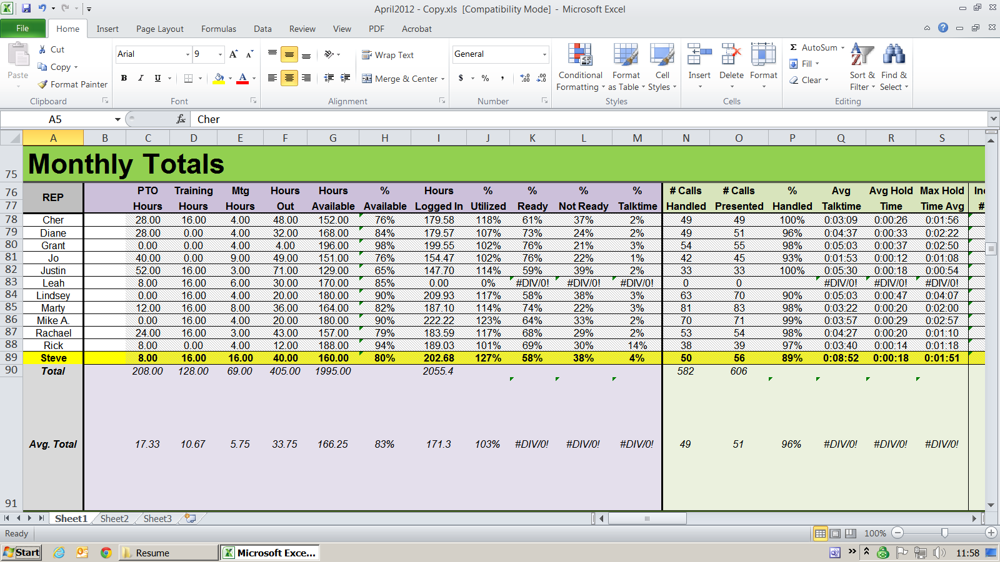 April2012 - Copy.xls [Compatibility Mode] - Microsoft Excel
File Home Insert Page Layout Formulas Data Review View PDF Acrobat
Paste Cut Copy Format Painter Clipboard
Arial 9 A A B I U A Font
Wrap Text Merge & Center Alignment
General $ % , .00 .00 Number
Conditional Formatting Format as Table Cell Styles Styles
Insert Delete Format Cells
Σ AutoSum Fill Clear Sort & Filter Find & Select Editing
A5 fx Cher
A B C D E F G H I J K L M N O P Q R S
75 Monthly Totals
76 REP PTO Training Mtg Hours Hours % Hours % % % % # Calls # Calls % Avg Avg Hold Max Hold
77 Hours Hours Hours Out Available Available Logged In Utilized Ready Not Ready Talktime Handled Presented Handled Talktime Time Time Avg #
78 Cher 28.00 16.00 4.00 48.00 152.00 76% 179.58 118% 61% 37% 2% 49 49 100% 0:03:09 0:00:26 0:01:56
79 Diane 28.00 0.00 4.00 32.00 168.00 84% 179.57 107% 73% 24% 2% 49 51 96% 0:04:37 0:00:33 0:02:22
80 Grant 0.00 0.00 4.00 4.00 196.00 98% 199.55 102% 76% 21% 3% 54 55 98% 0:05:03 0:00:37 0:02:50
81 Jo 40.00 0.00 9.00 49.00 151.00 76% 154.47 102% 76% 22% 1% 42 45 93% 0:01:53 0:00:12 0:01:08
82 Justin 52.00 16.00 3.00 71.00 129.00 65% 147.70 114% 59% 39% 2% 33 33 100% 0:05:30 0:00:18 0:00:54
83 Leah 8.00 16.00 6.00 30.00 170.00 85% 0.00 0% #DIV/0! #DIV/0! #DIV/0! 0 0 #DIV/0! #DIV/0! #DIV/0!
84 Lindsey 0.00 16.00 4.00 20.00 180.00 90% 209.93 117% 58% 38% 3% 63 70 90% 0:05:03 0:00:47 0:04:07
85 Marty 12.00 16.00 8.00 36.00 164.00 82% 187.10 114% 74% 22% 3% 81 83 98% 0:03:22 0:00:20 0:02:00
86 Mike A. 0.00 16.00 4.00 20.00 180.00 90% 222.22 123% 64% 33% 2% 70 71 99% 0:03:57 0:00:29 0:02:57
87 Rachael 24.00 16.00 3.00 43.00 157.00 79% 183.59 117% 68% 29% 2% 53 54 98% 0:04:27 0:00:20 0:01:10
88 Rick 8.00 0.00 4.00 12.00 188.00 94% 189.03 101% 69% 30% 14% 38 39 97% 0:03:40 0:00:14 0:01:18
89 Steve 8.00 16.00 16.00 40.00 160.00 80% 202.68 127% 58% 38% 4% 50 56 89% 0:08:52 0:00:18 0:01:51
90 Total 208.00 128.00 69.00 405.00 1995.00 2055.4 582 606
91 Avg. Total 17.33 10.67 5.75 33.75 166.25 83% 171.3 103% #DIV/0! #DIV/0! #DIV/0! 49 51 96% #DIV/0! #DIV/0! #DIV/0!
Sheet1 Sheet2 Sheet3
Ready 100%
Start Resume Microsoft Exce... 11:58